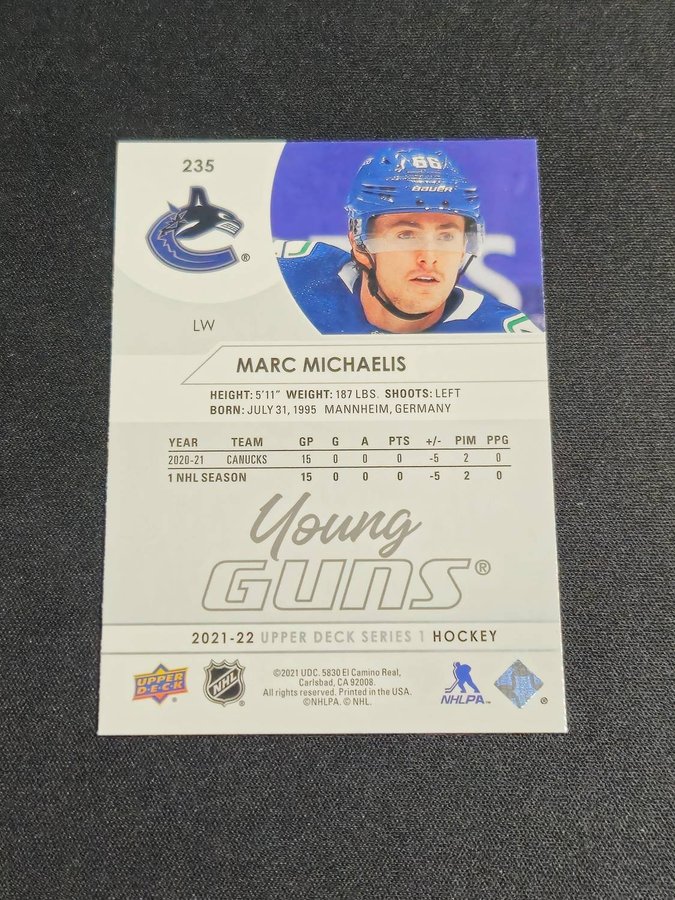 235
®
66
BAUER
LW
MARC MICHAELIS
HEIGHT: 5'11" WEIGHT: 187 LBS. SHOOTS: LEFT
BORN: JULY 31, 1995 MANNHEIM, GERMANY
YEAR TEAM GP G A PTS +/- PIM PPG
2020-21 CANUCKS 15 0 0 0 -5 2 0
1 NHL SEASON 15 0 0 0 -5 2 0
Young
GUNS®
2021-22 UPPER DECK SERIES 1 HOCKEY
UPPER
D·E·C·K
NHL
©2021 UDC. 5830 El Camino Real,
Carlsbad, CA 92008.
All rights reserved. Printed in the USA.
©NHLPA. © NHL.
NHLPA™
®